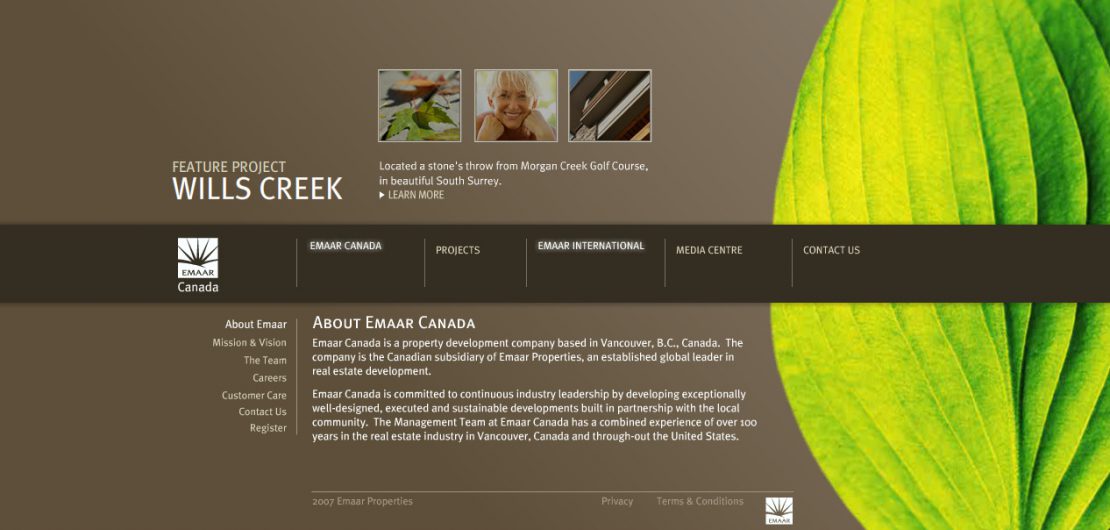 FEATURE PROJECT
WILLS CREEK
Located a stone's throw from Morgan Creek Golf Course,
in beautiful South Surrey.
LEARN MORE
EMAAR
Canada
EMAAR CANADA
PROJECTS
EMAAR INTERNATIONAL
MEDIA CENTRE
CONTACT US
About Emaar
Mission & Vision
The Team
Careers
Customer Care
Contact Us
Register
ABOUT EMAAR CANADA
Emaar Canada is a property development company based in Vancouver, B.C., Canada. The
company is the Canadian subsidiary of Emaar Properties, an established global leader in
real estate development.
Emaar Canada is committed to continuous industry leadership by developing exceptionally
well-designed, executed and sustainable developments built in partnership with the local
community. The Management Team at Emaar Canada has a combined experience of over 100
years in the real estate industry in Vancouver, Canada and through-out the United States.
2007 Emaar Properties
Privacy
Terms & Conditions
EMAAR